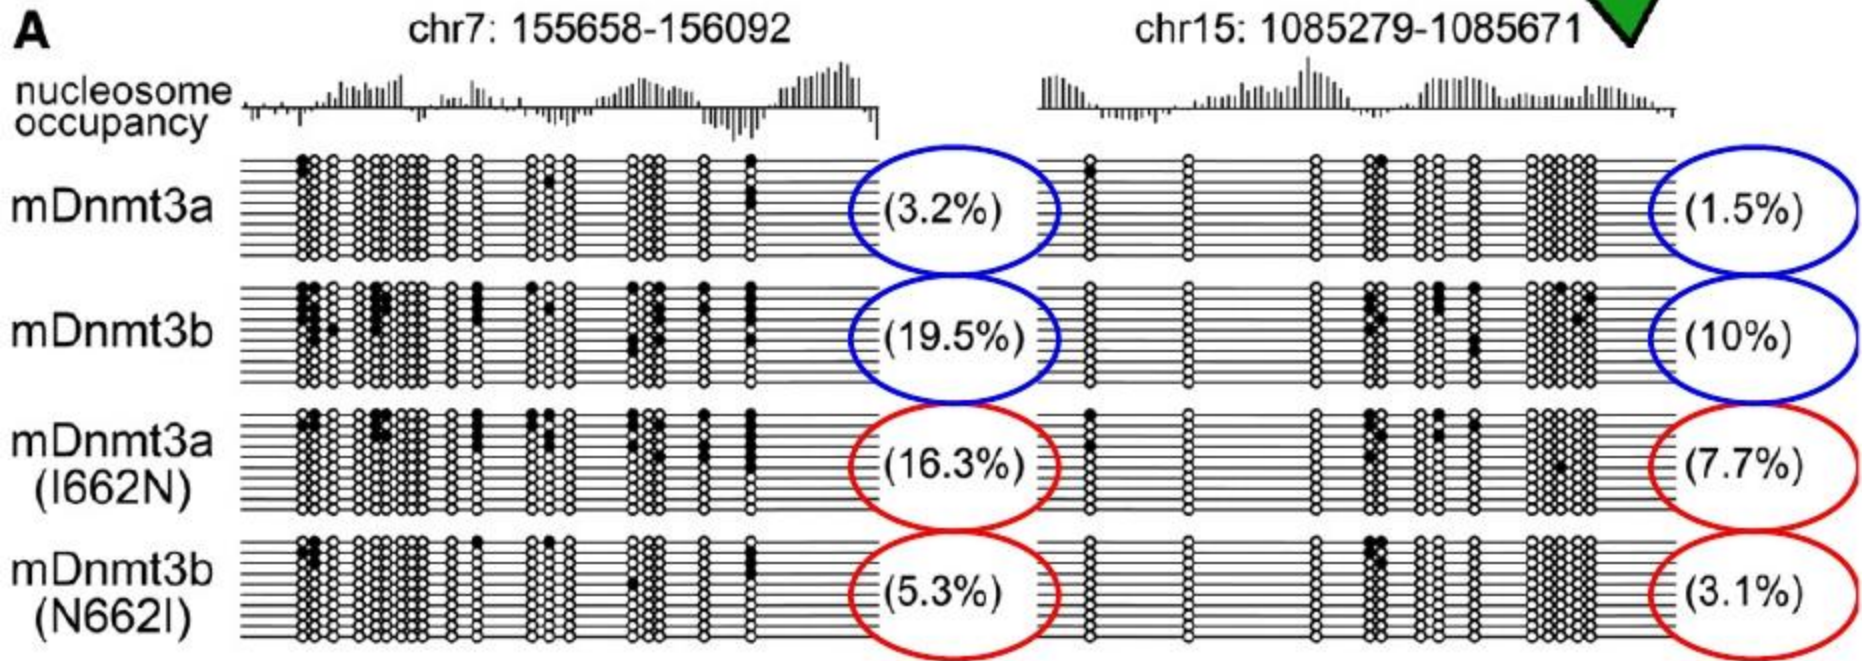 A
chr7: 155658-156092
chr15: 1085279-1085671
nucleosome
occupancy
mDnmt3a
(3.2%)
(1.5%)
mDnmt3b
(19.5%)
(10%)
mDnmt3a
(I662N)
(16.3%)
(7.7%)
mDnmt3b
(N662I)
(5.3%)
(3.1%)